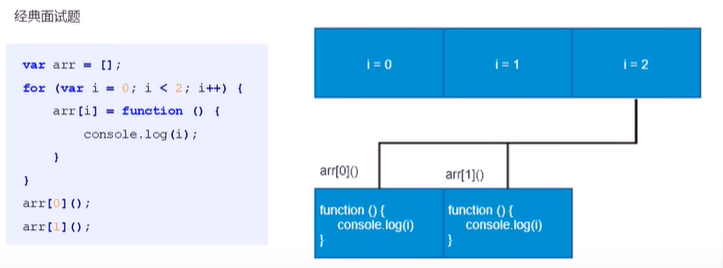 经典面试题
var arr = [];
for (var i = 0; i < 2; i++) {
arr[i] = function () {
console.log(i);
}
}
arr[0]();
arr[1]();
i = 0
i = 1
i = 2
arr[0]()
arr[1]()
function () {
console.log(i)
}
function () {
console.log(i)
}